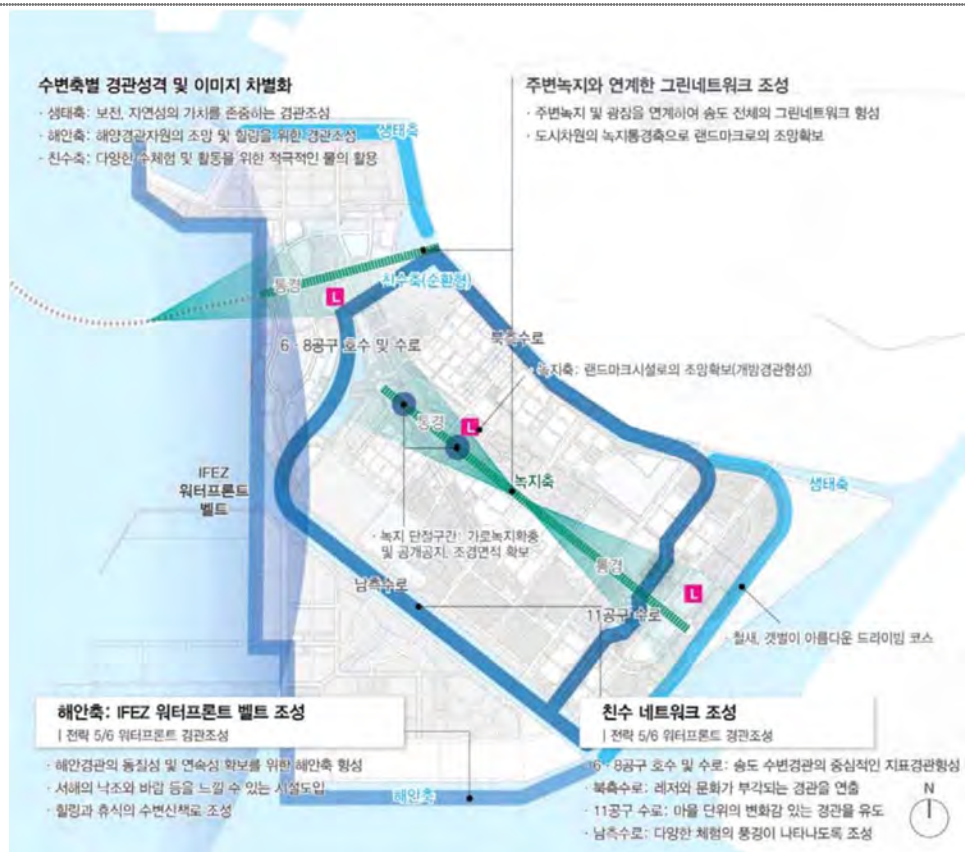 수변축별 경관성격 및 이미지 차별화
· 생태축: 보전, 자연성의 가치를 존중하는 경관조성
· 해안축: 해양경관자원의 조망 및 힐링을 위한 경관조성
· 친수축: 다양한 수체험 및 활동을 위한 적극적인 물의 활용
주변녹지와 연계한 그린네트워크 조성
· 주변녹지 및 광장을 연계하여 송도 전체의 그린네트워크 형성
· 도시차원의 녹지통경축으로 랜드마크로의 조망확보
생태축
통경
친수축(순환형)
L
6 · 8공구 호수 및 수로
북측수로
· 녹지축: 랜드마크시설로의 조망확보(개방경관형성)
통경
L
IFEZ
워터프론트
벨트
녹지축
생태축
· 녹지 단절구간: 가로녹지확충
및 공개공지, 조경면적 확보
통경
남측수로
L
11공구 수로
· 철새, 갯벌이 아름다운 드라이빙 코스
해안축: IFEZ 워터프론트 벨트 조성
| 전략 5/6 워터프론트 경관조성
· 해안경관의 동질성 및 연속성 확보를 위한 해안축 형성
· 서해의 낙조와 바람 등을 느낄 수 있는 시설도입
· 힐링과 휴식의 수변산책로 조성
해안축
친수 네트워크 조성
| 전략 5/6 워터프론트 경관조성
· 6 · 8공구 호수 및 수로: 송도 수변경관의 중심적인 지표경관형성
· 북측수로: 레저와 문화가 부각되는 경관을 연출
· 11공구 수로: 마을 단위의 변화감 있는 경관을 유도
· 남측수로: 다양한 체험의 풍경이 나타나도록 조성
N